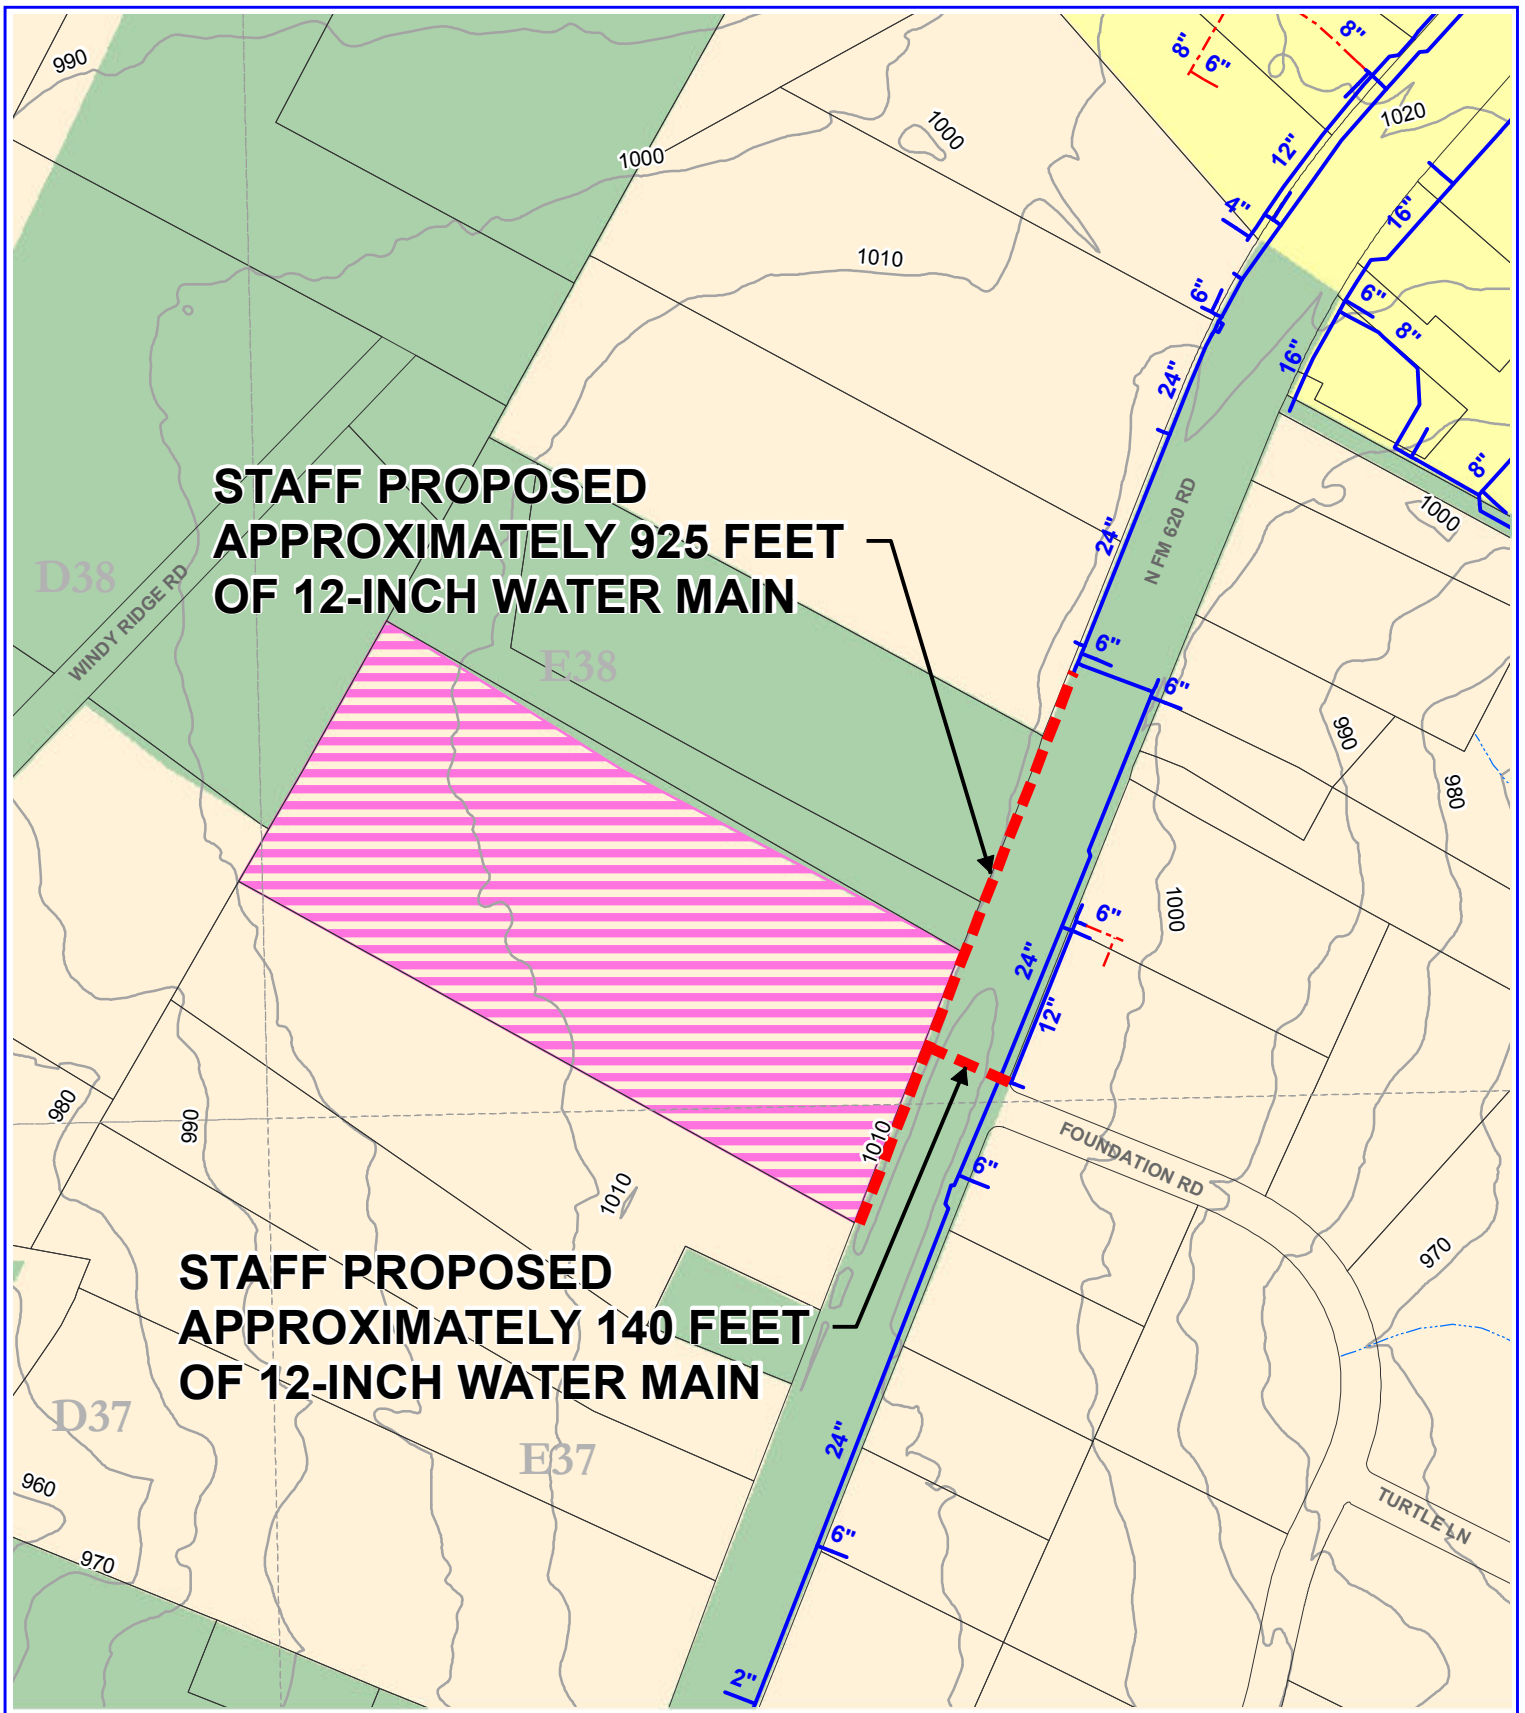 990
8"
8"
6"
1020
1000
1000
12"
4"
16"
1010
6"
6"
8"
16"
24"
STAFF PROPOSED
APPROXIMATELY 925 FEET
OF 12-INCH WATER MAIN
8"
1000
N FM 620 RD
24"
D38
WINDY RIDGE RD
E38
6"
6"
990
980
6"
1000
24"
12"
980
990
1010
FOUNDATION RD
6"
1010
970
STAFF PROPOSED
APPROXIMATELY 140 FEET
OF 12-INCH WATER MAIN
D37
E37
24"
960
TURTLE LN
6"
970
2"